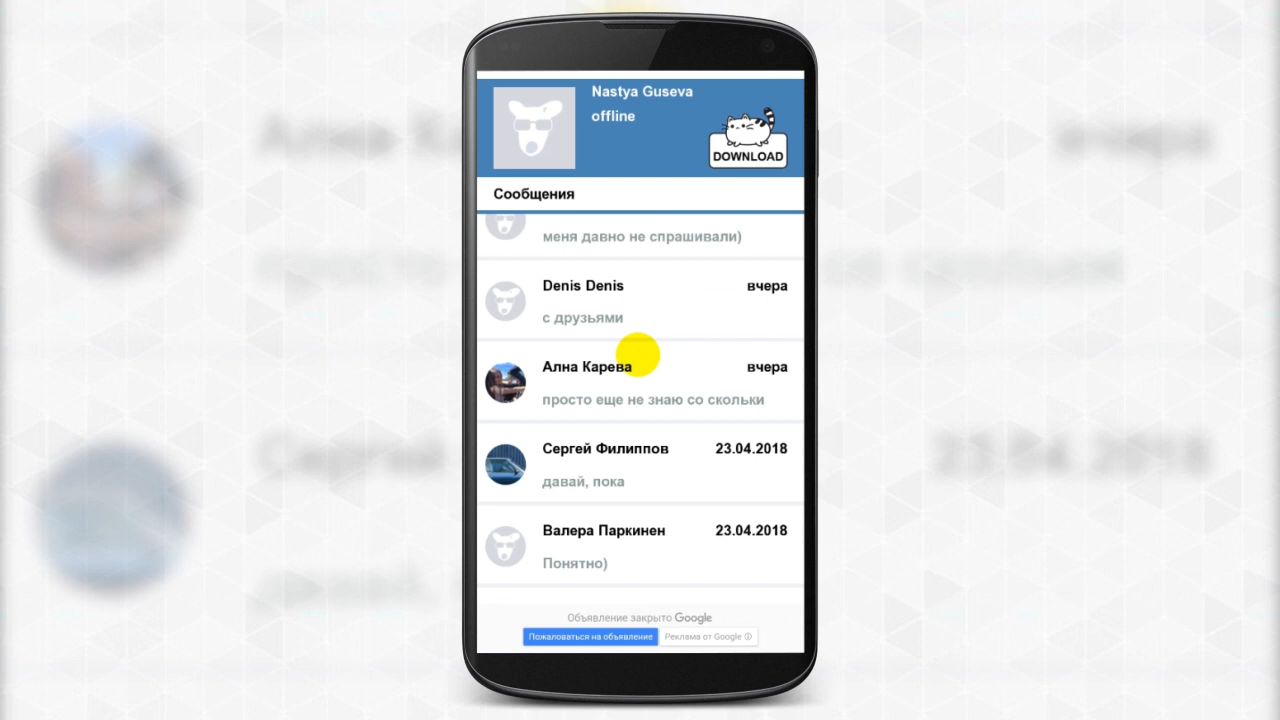 Nastya Guseva
offline
DOWNLOAD
Сообщения
меня давно не спрашивали)
Denis Denis вчера
с друзьями
Ална Карева вчера
просто еще не знаю со скольки
Сергей Филиппов 23.04.2018
давай, пока
Валера Паркинен 23.04.2018
Понятно)
Объявление закрыто Google
Пожаловаться на объявление Реклама от Google